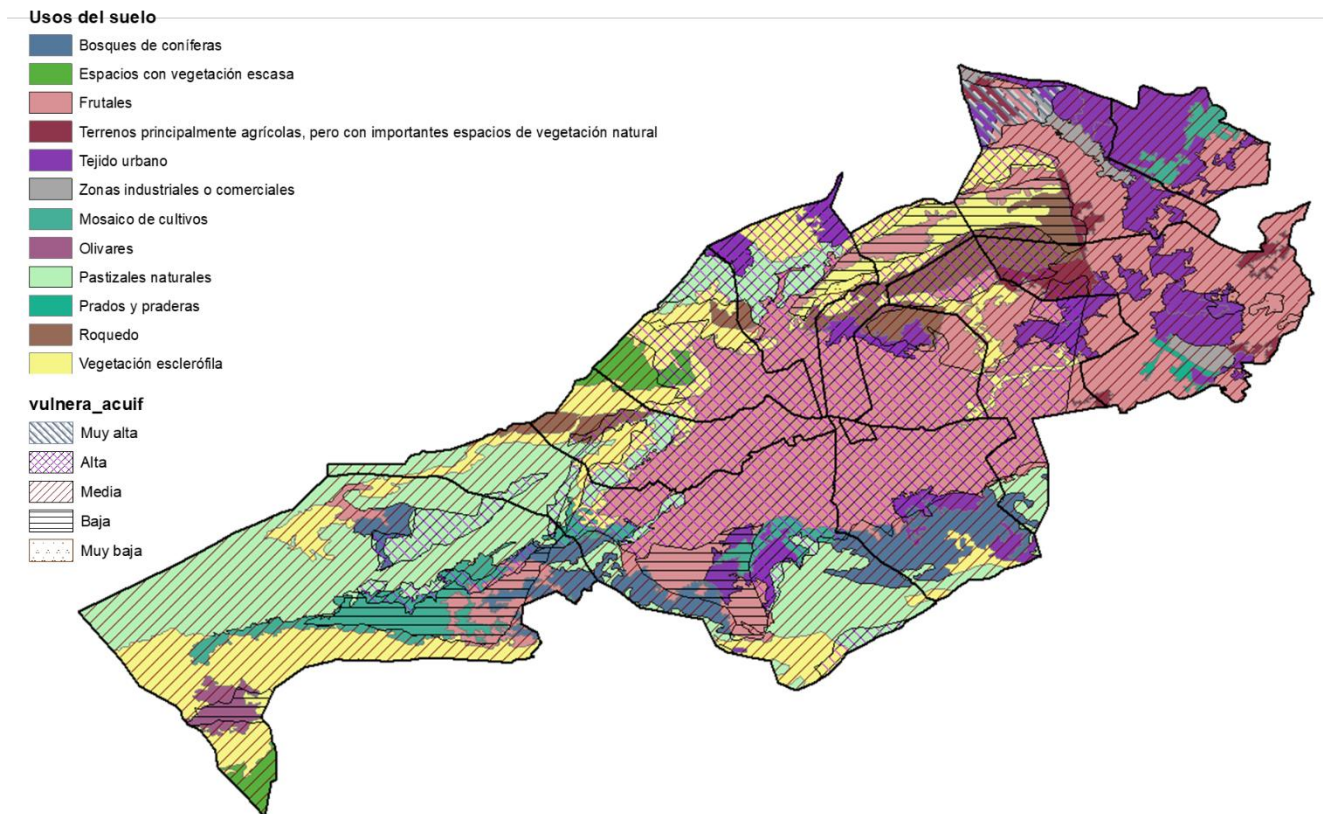 Usos del suelo
Bosques de coníferas
Espacios con vegetación escasa
Frutales
Terrenos principalmente agrícolas, pero con importantes espacios de vegetación natural
Tejido urbano
Zonas industriales o comerciales
Mosaico de cultivos
Olivares
Pastizales naturales
Prados y praderas
Roquedo
Vegetación esclerófila
vulnera_acuif
Muy alta
Alta
Media
Baja
Muy baja